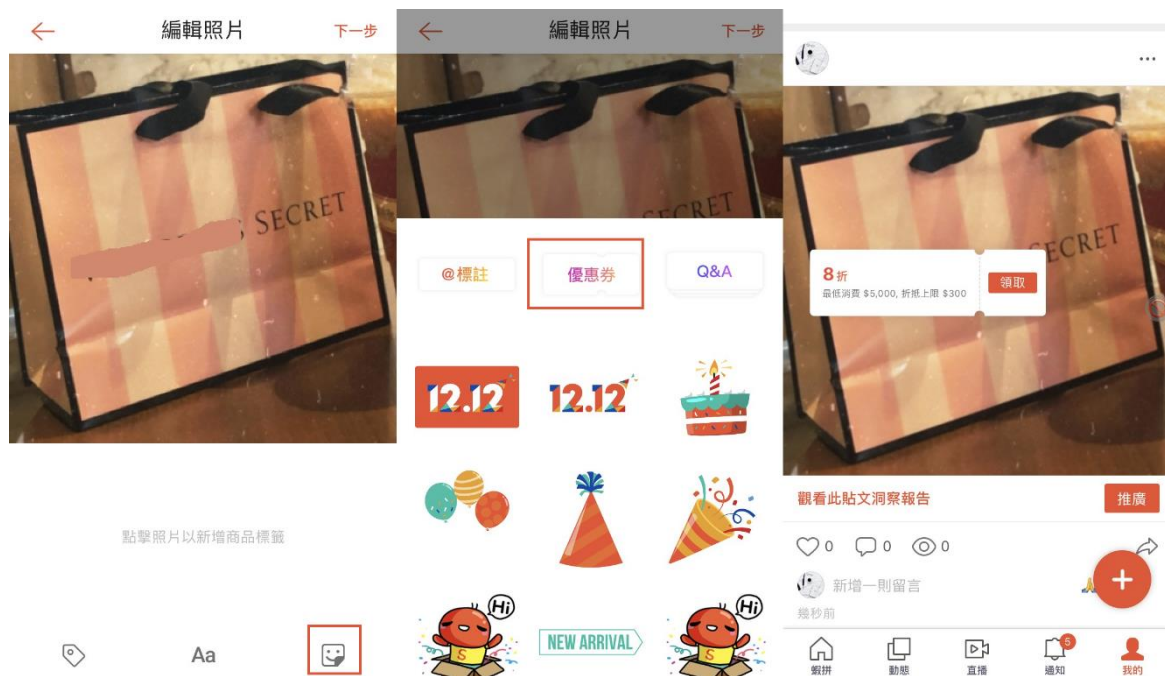 編輯照片
下一步
SECRET
點擊照片以新增商品標籤
Aa
編輯照片
下一步
SECRET
@標註
優惠券
Q&A
12.12
12.12
Hi
S
NEW ARRIVAL
Hi
S
ECRET
8折
最低消費 $5,000, 折抵上限 $300
領取
觀看此貼文洞察報告
推廣
0
0
0
新增一則留言
幾秒前
蝦拼
動態
直播
通知
5
我的